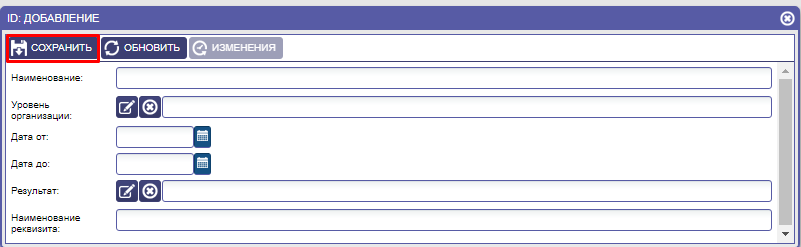 ID: ДОБАВЛЕНИЕ
СОХРАНИТЬ ОБНОВИТЬ ИЗМЕНЕНИЯ
Наименование:
Уровень
организации:
Дата от:
Дата до:
Результат:
Наименование
реквизита: